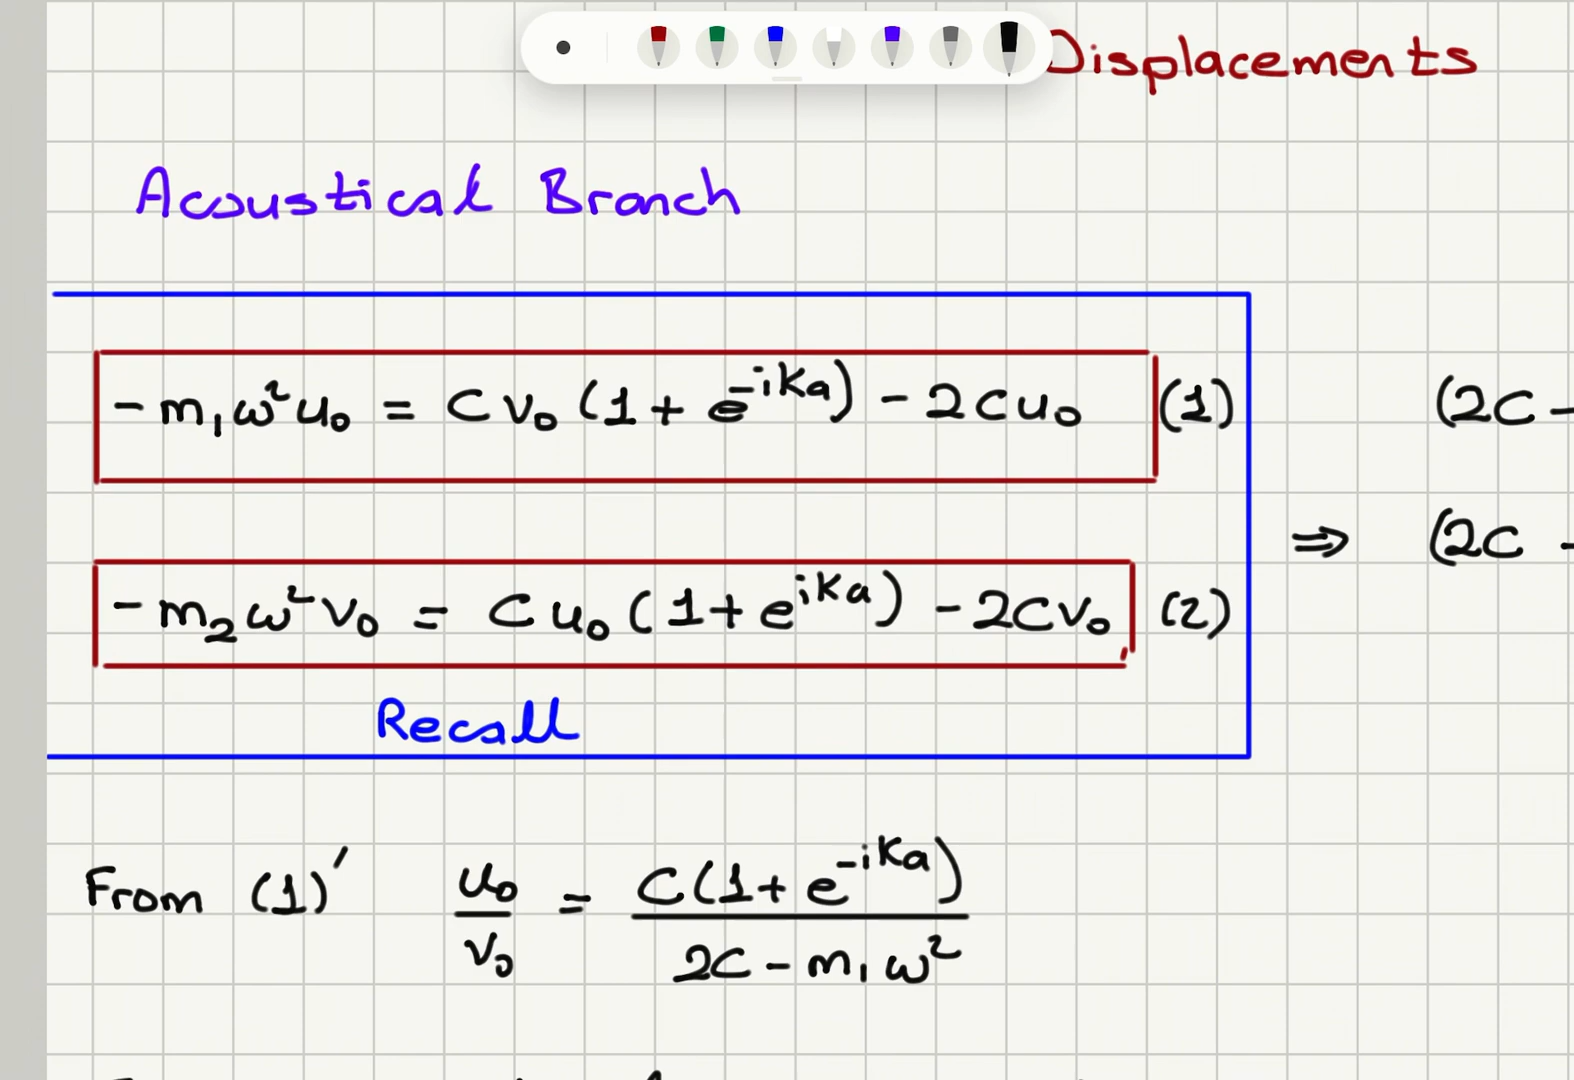 Displacements
Acoustical Branch
-m₁ω²u₀ = Cv₀(1+e^{-iKa}) - 2Cu₀ (1) (2C -
-m₂ω²v₀ = Cu₀(1+e^{iKa}) - 2Cv₀ (2) ⇒ (2C -
Recall
From (1)′ u₀/v₀ = C(1+e^{-iKa})/(2C - m₁ω²)